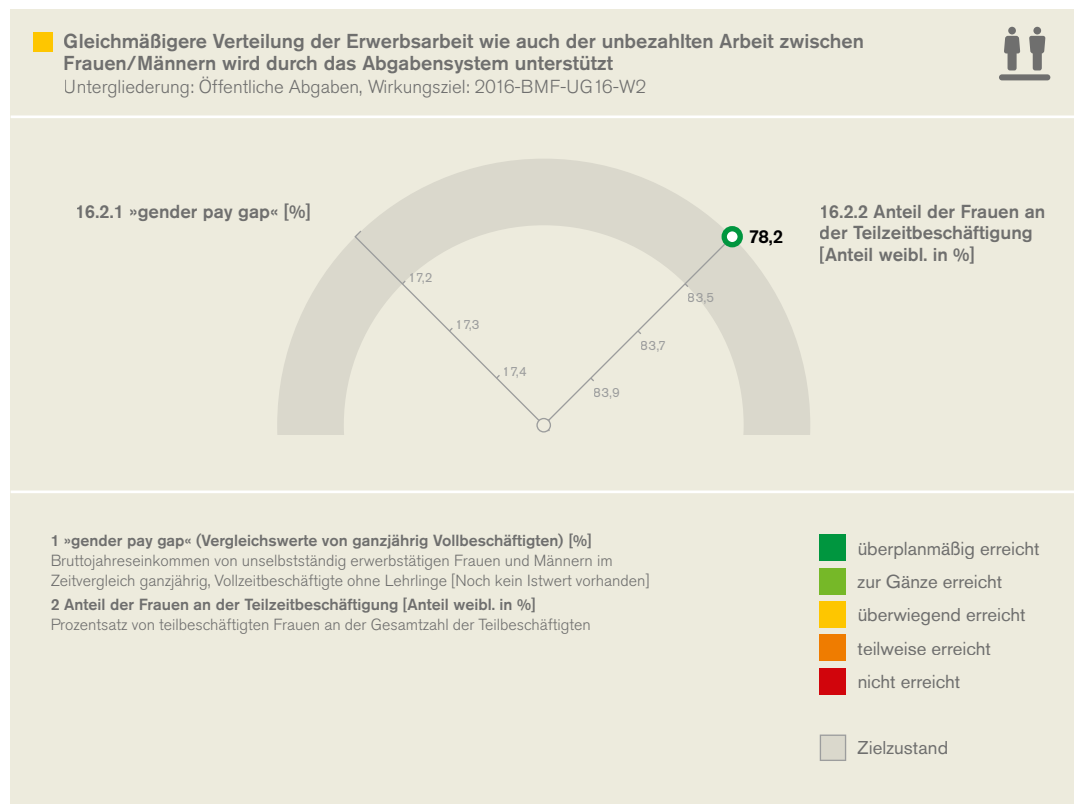 Gleichmäßigere Verteilung der Erwerbsarbeit wie auch der unbezahlten Arbeit zwischen
Frauen/Männern wird durch das Abgabensystem unterstützt
Untergliederung: Öffentliche Abgaben, Wirkungsziel: 2016-BMF-UG16-W2
16.2.1 »gender pay gap« [%]
16.2.2 Anteil der Frauen an
der Teilzeitbeschäftigung
[Anteil weibl. in %]
78,2
17,2
17,3
17,4
83,5
83,7
83,9
1 »gender pay gap« (Vergleichswerte von ganzjährig Vollbeschäftigten) [%]
Bruttojahreseinkommen von unselbstständig erwerbstätigen Frauen und Männern im
Zeitvergleich ganzjährig, Vollzeitbeschäftigte ohne Lehrlinge [Noch kein Istwert vorhanden]
2 Anteil der Frauen an der Teilzeitbeschäftigung [Anteil weibl. in %]
Prozentsatz von teilbeschäftigten Frauen an der Gesamtzahl der Teilbeschäftigten
überplanmäßig erreicht
zur Gänze erreicht
überwiegend erreicht
teilweise erreicht
nicht erreicht
Zielzustand